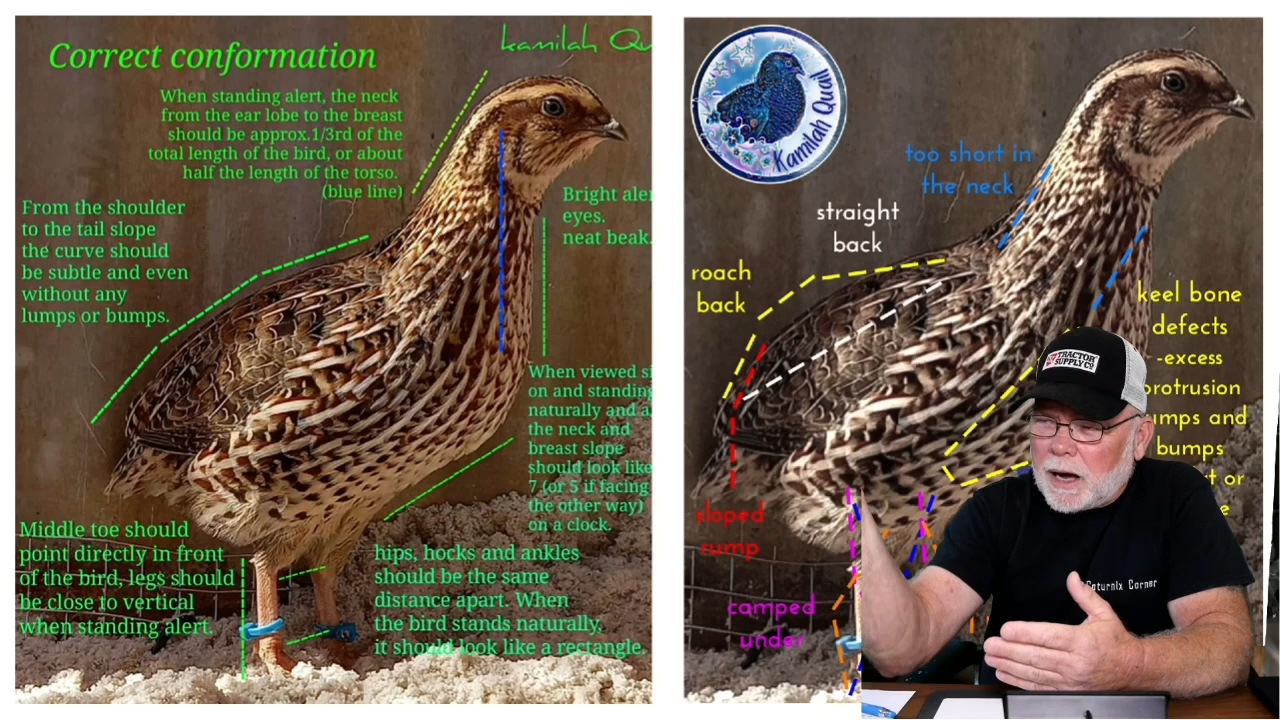 Correct conformation
kamilah
When standing alert, the neck
from the ear lobe to the breast
should be approx.1/3rd of the
total length of the bird, or about
half the length of the torso.
(blue line)
From the shoulder
to the tail slope
the curve should
be subtle and even
without any
lumps or bumps.
Bright
eyes.
neat beak.
When viewed
on and standing
naturally and
the neck and
breast slope
should look like
7 (or 5 if facing
the other way)
on a clock.
Middle toe should
point directly in front
of the bird, legs should
be close to vertical
when standing alert.
hips, hocks and ankles
should be the same
distance apart. When
the bird stands naturally,
it should look like a rectangle.
Kamilah Quail
too short in
the neck
straight
back
roach
back
keel bone
defects
-excess
protrusion
and
bumps
or
sloped
rump
camped
under
TRACTOR
SUPPLY CO
Coturnix Corner